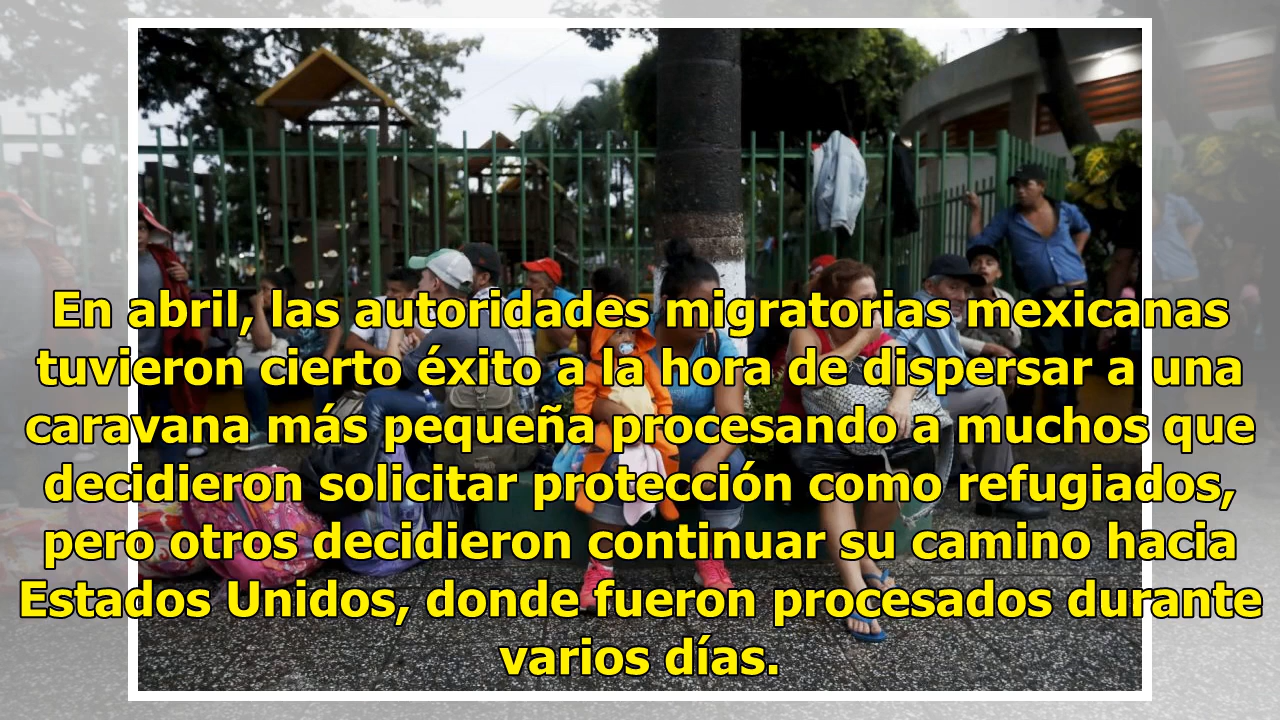 En abril, las autoridades migratorias mexicanas
tuvieron cierto éxito a la hora de dispersar a una
caravana más pequeña procesando a muchos que
decidieron solicitar protección como refugiados,
pero otros decidieron continuar su camino hacia
Estados Unidos, donde fueron procesados durante
varios días.